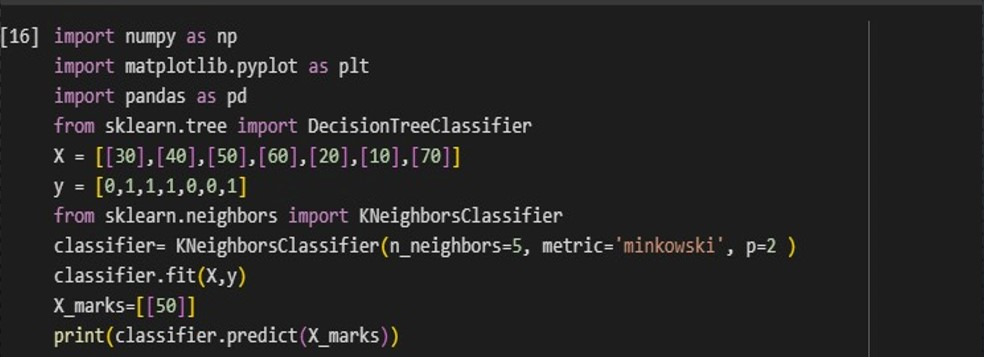 [16] import numpy as np
import matplotlib.pyplot as plt
import pandas as pd
from sklearn.tree import DecisionTreeClassifier
X = [[30],[40],[50],[60],[20],[10],[70]]
y = [0,1,1,1,0,0,1]
from sklearn.neighbors import KNeighborsClassifier
classifier= KNeighborsClassifier(n_neighbors=5, metric='minkowski', p=2 )
classifier.fit(X,y)
X_marks=[[50]]
print(classifier.predict(X_marks))